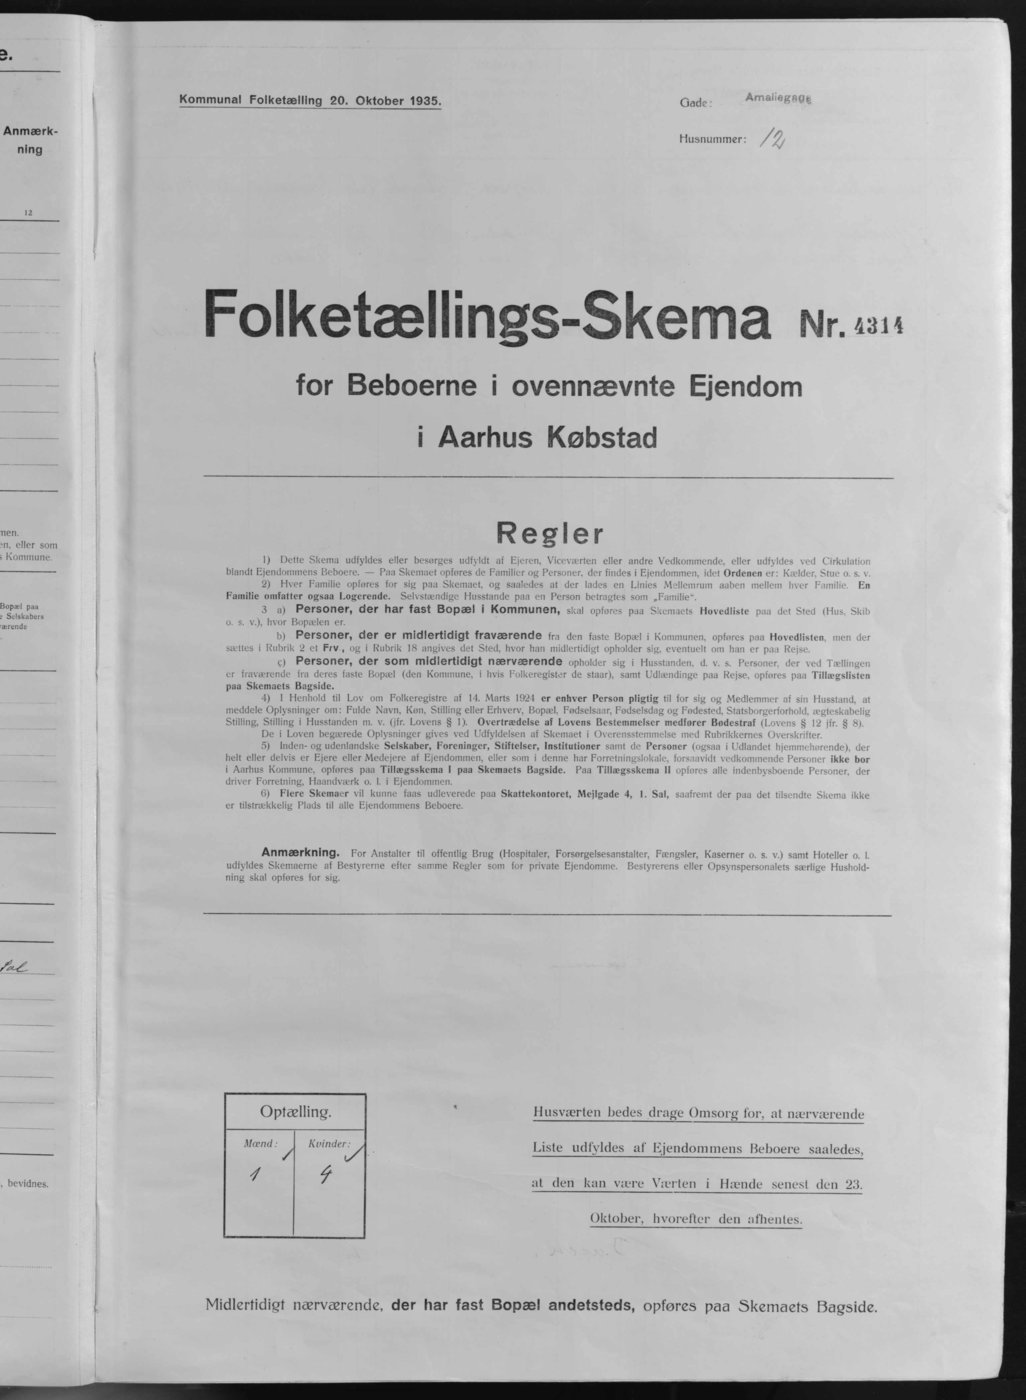 e.
Anmærk-
ning
12
men.
en, eller som
s Kommune.
Bopæl paa
e Selskabers
værende
Sal
, bevidnes.
Kommunal Folketælling 20. Oktober 1935.
Gade: Amaliegade
Husnummer: 12
Folketællings-Skema Nr. 4314
for Beboerne i ovennævnte Ejendom
i Aarhus Købstad
Regler
1) Dette Skema udfyldes eller besørges udfyldt af Ejeren, Viceværten eller andre Vedkommende, eller udfyldes ved Cirkulation
blandt Ejendommens Beboere. — Paa Skemaet opføres de Familier og Personer, der findes i Ejendommen, idet Ordenen er: Kælder, Stue o. s. v.
2) Hver Familie opføres for sig paa Skemaet, og saaledes at der lades en Linies Mellemrum aaben mellem hver Familie. En
Familie omfatter ogsaa Logerende. Selvstændige Husstande paa en Person betragtes som „Familie“.
3 a) Personer, der har fast Bopæl i Kommunen, skal opføres paa Skemaets Hovedliste paa det Sted (Hus, Skib
o. s. v.), hvor Bopælen er.
b) Personer, der er midlertidigt fraværende fra den faste Bopæl i Kommunen, opføres paa Hovedlisten, men der
sættes i Rubrik 2 et Frv., og i Rubrik 18 angives det Sted, hvor han midlertidigt opholder sig, eventuelt om han er paa Rejse.
c) Personer, der som midlertidigt nærværende opholder sig i Husstanden, d. v. s. Personer, der ved Tællingen
er fraværende fra deres faste Bopæl (den Kommune, i hvis Folkeregister de staar), samt Udlændinge paa Rejse, opføres paa Tillægslisten
paa Skemaets Bagside.
4) I Henhold til Lov om Folkeregistre af 14. Marts 1924 er enhver Person pligtig til for sig og Medlemmer af sin Husstand, at
meddele Oplysninger om: Fulde Navn, Køn, Stilling eller Erhverv, Bopæl, Fødselsaar, Fødselsdag og Fødested, Statsborgerforhold, ægteskabelig
Stilling, Stilling i Husstanden m. v. (jfr. Lovens § 1). Overtrædelse af Lovens Bestemmelser medfører Bødestraf (Lovens § 12 jfr. § 8).
De i Loven begærede Oplysninger gives ved Udfyldelsen af Skemaet i Overensstemmelse med Rubrikkernes Overskrifter.
5) Inden- og udenlandske Selskaber, Foreninger, Stiftelser, Institutioner samt de Personer (ogsaa i Udlandet hjemmehørende), der
helt eller delvis er Ejere eller Medejere af Ejendommen, eller som i denne har Forretningslokale, forsaavidt vedkommende Personer ikke bor
i Aarhus Kommune, opføres paa Tillægsskema I paa Skemaets Bagside. Paa Tillægsskema II opføres alle indenbysboende Personer, der
driver Forretning, Haandværk o. l. i Ejendommen.
6) Flere Skemaer vil kunne faas udleverede paa Skattekontoret, Mejlgade 4, 1. Sal, saafremt der paa det tilsendte Skema ikke
er tilstrækkelig Plads til alle Ejendommens Beboere.
Anmærkning. For Anstalter til offentlig Brug (Hospitaler, Forsørgelsesanstalter, Fængsler, Kaserner o. s. v.) samt Hoteller o. l.
udfyldes Skemaerne af Bestyrerne efter samme Regler som for private Ejendomme. Bestyrerens eller Opsynspersonalets særlige Hushold-
ning skal opføres for sig.
Optælling.
Mænd: Kvinder:
1 4
Husværten bedes drage Omsorg for, at nærværende
Liste udfyldes af Ejendommens Beboere saaledes,
at den kan være Værten i Hænde senest den 23.
Oktober, hvorefter den afhentes.
Midlertidigt nærværende, der har fast Bopæl andetsteds, opføres paa Skemaets Bagside.